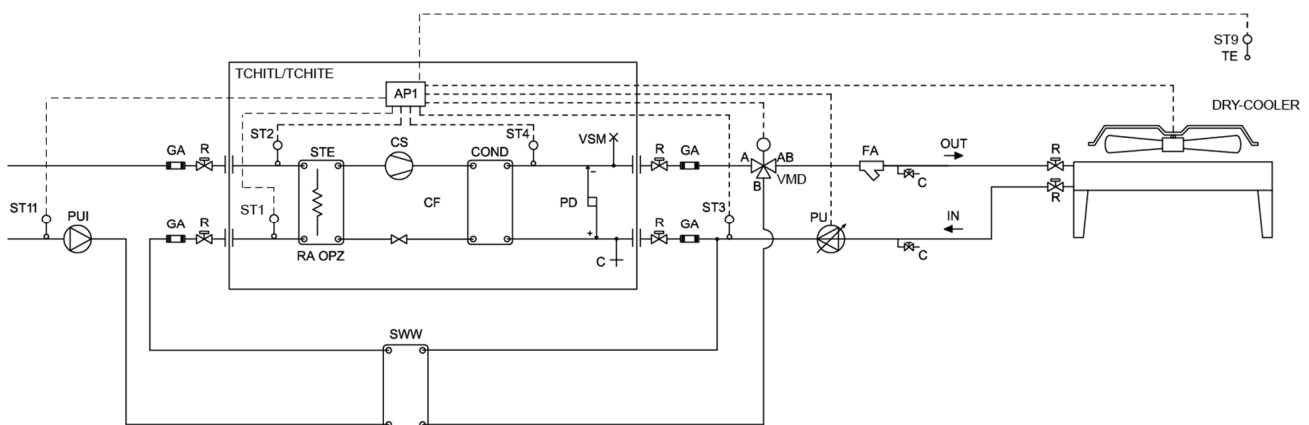 ST9
TE
TCHITL/TCHITE
AP1
DRY-COOLER
ST2
ST4
CS
VSM
GA
R
STE
COND
R
GA
A
AB
FA
OUT
R
B
VMD
C
ST11
PUI
GA
R
ST1
CF
PD
−
+
R
GA
ST3
PU
IN
R
RA OPZ
C
C
SWW